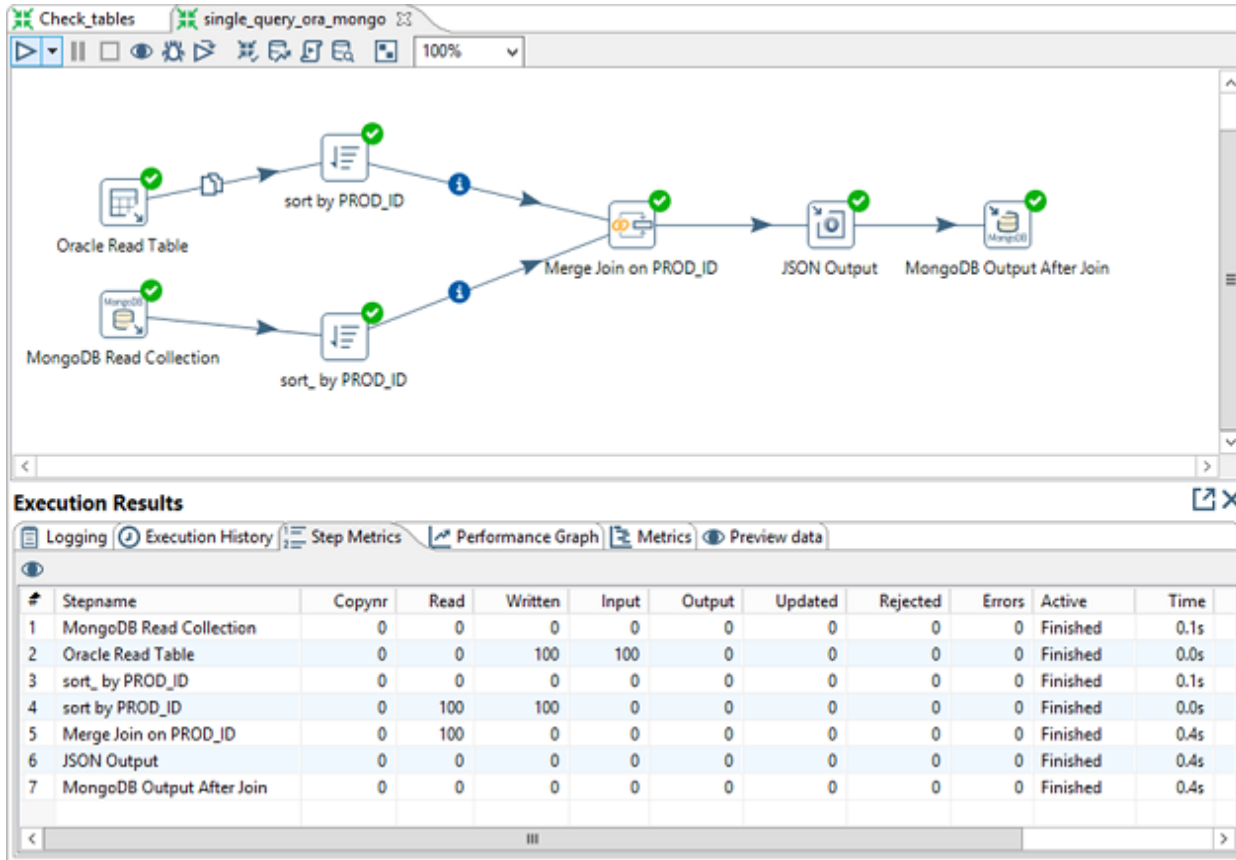 Check_tables single_query_ora_mongo
100%
sort by PROD_ID
Oracle Read Table
Merge Join on PROD_ID JSON Output MongoDB Output After Join
MongoDB
MongoDB
MongoDB Read Collection
sort_ by PROD_ID
Execution Results
Logging Execution History Step Metrics Performance Graph Metrics Preview data
# Stepname Copynr Read Written Input Output Updated Rejected Errors Active Time
1 MongoDB Read Collection 0 0 0 0 0 0 0 0 Finished 0.1s
2 Oracle Read Table 0 0 100 100 0 0 0 0 Finished 0.0s
3 sort_ by PROD_ID 0 0 0 0 0 0 0 0 Finished 0.1s
4 sort by PROD_ID 0 100 100 0 0 0 0 0 Finished 0.0s
5 Merge Join on PROD_ID 0 100 0 0 0 0 0 0 Finished 0.4s
6 JSON Output 0 0 0 0 0 0 0 0 Finished 0.4s
7 MongoDB Output After Join 0 0 0 0 0 0 0 0 Finished 0.4s